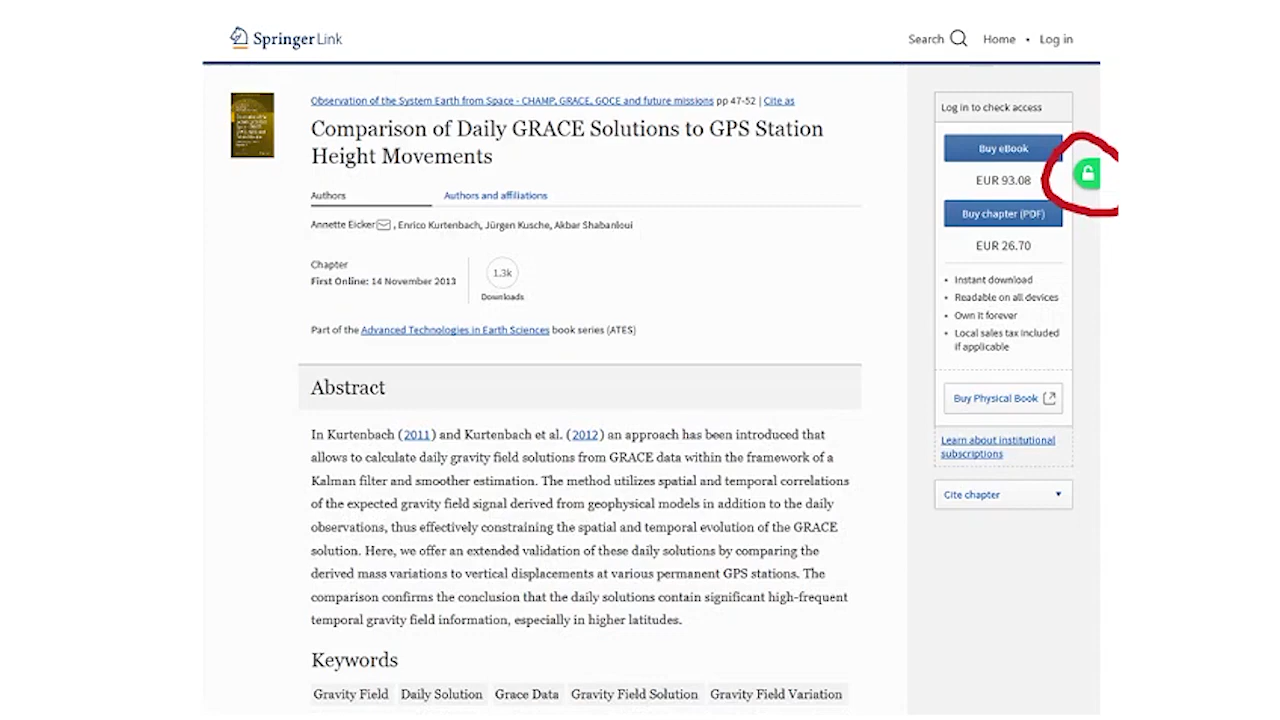 Springer Link
Search Home • Log in
Observation of the System Earth from Space - CHAMP, GRACE, GOCE and future missions pp 47-52 | Cite as
Comparison of Daily GRACE Solutions to GPS Station
Height Movements
Authors Authors and affiliations
Annette Eicker, Enrico Kurtenbach, Jürgen Kusche, Akbar Shabanloui
Chapter
First Online: 14 November 2013
1.3k
Downloads
Part of the Advanced Technologies in Earth Sciences book series (ATES)
Abstract
In Kurtenbach (2011) and Kurtenbach et al. (2012) an approach has been introduced that
allows to calculate daily gravity field solutions from GRACE data within the framework of a
Kalman filter and smoother estimation. The method utilizes spatial and temporal correlations
of the expected gravity field signal derived from geophysical models in addition to the daily
observations, thus effectively constraining the spatial and temporal evolution of the GRACE
solution. Here, we offer an extended validation of these daily solutions by comparing the
derived mass variations to vertical displacements at various permanent GPS stations. The
comparison confirms the conclusion that the daily solutions contain significant high-frequent
temporal gravity field information, especially in higher latitudes.
Keywords
Gravity Field Daily Solution Grace Data Gravity Field Solution Gravity Field Variation
Log in to check access
Buy eBook
EUR 93.08
Buy chapter (PDF)
EUR 26.70
• Instant download
• Readable on all devices
• Own it forever
• Local sales tax included
if applicable
Buy Physical Book
Learn about institutional
subscriptions
Cite chapter